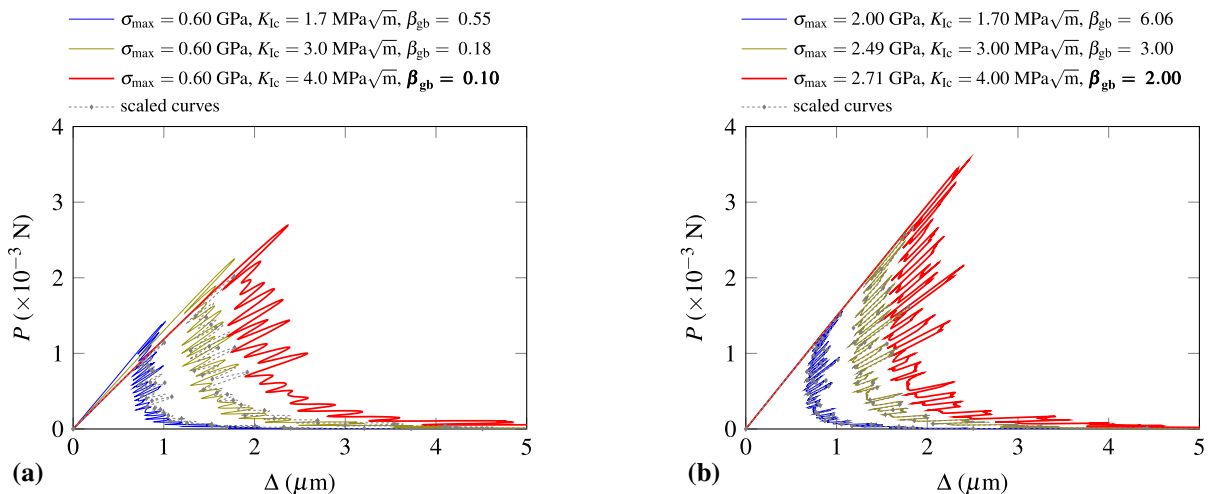 σmax = 0.60 GPa, KIc = 1.7 MPa√m, βgb = 0.55
σmax = 0.60 GPa, KIc = 3.0 MPa√m, βgb = 0.18
σmax = 0.60 GPa, KIc = 4.0 MPa√m, βgb = 0.10
scaled curves
4
3
2
1
0
P (×10−3 N)
0 1 2 3 4 5
Δ (μm)
(a)
σmax = 2.00 GPa, KIc = 1.70 MPa√m, βgb = 6.06
σmax = 2.49 GPa, KIc = 3.00 MPa√m, βgb = 3.00
σmax = 2.71 GPa, KIc = 4.00 MPa√m, βgb = 2.00
scaled curves
4
3
2
1
0
P (×10−3 N)
0 1 2 3 4 5
Δ (μm)
(b)